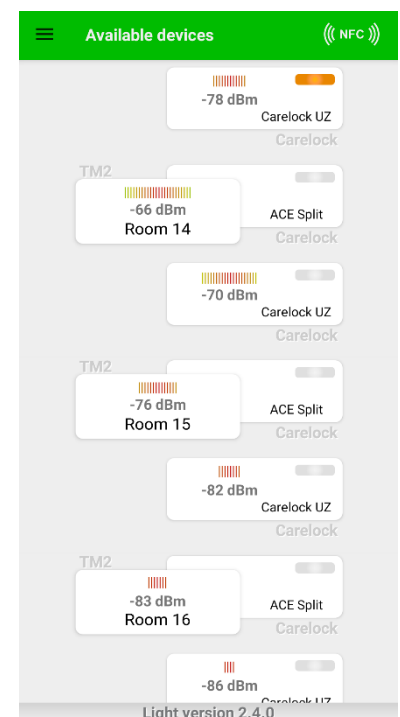 Available devices
((( NFC )))
-78 dBm
Carelock UZ
Carelock
TM2
-66 dBm
Room 14
ACE Split
Carelock
-70 dBm
Carelock UZ
Carelock
TM2
-76 dBm
Room 15
ACE Split
Carelock
-82 dBm
Carelock UZ
Carelock
TM2
-83 dBm
Room 16
ACE Split
Carelock
-86 dBm
Carelock UZ
Light version 2.4.0